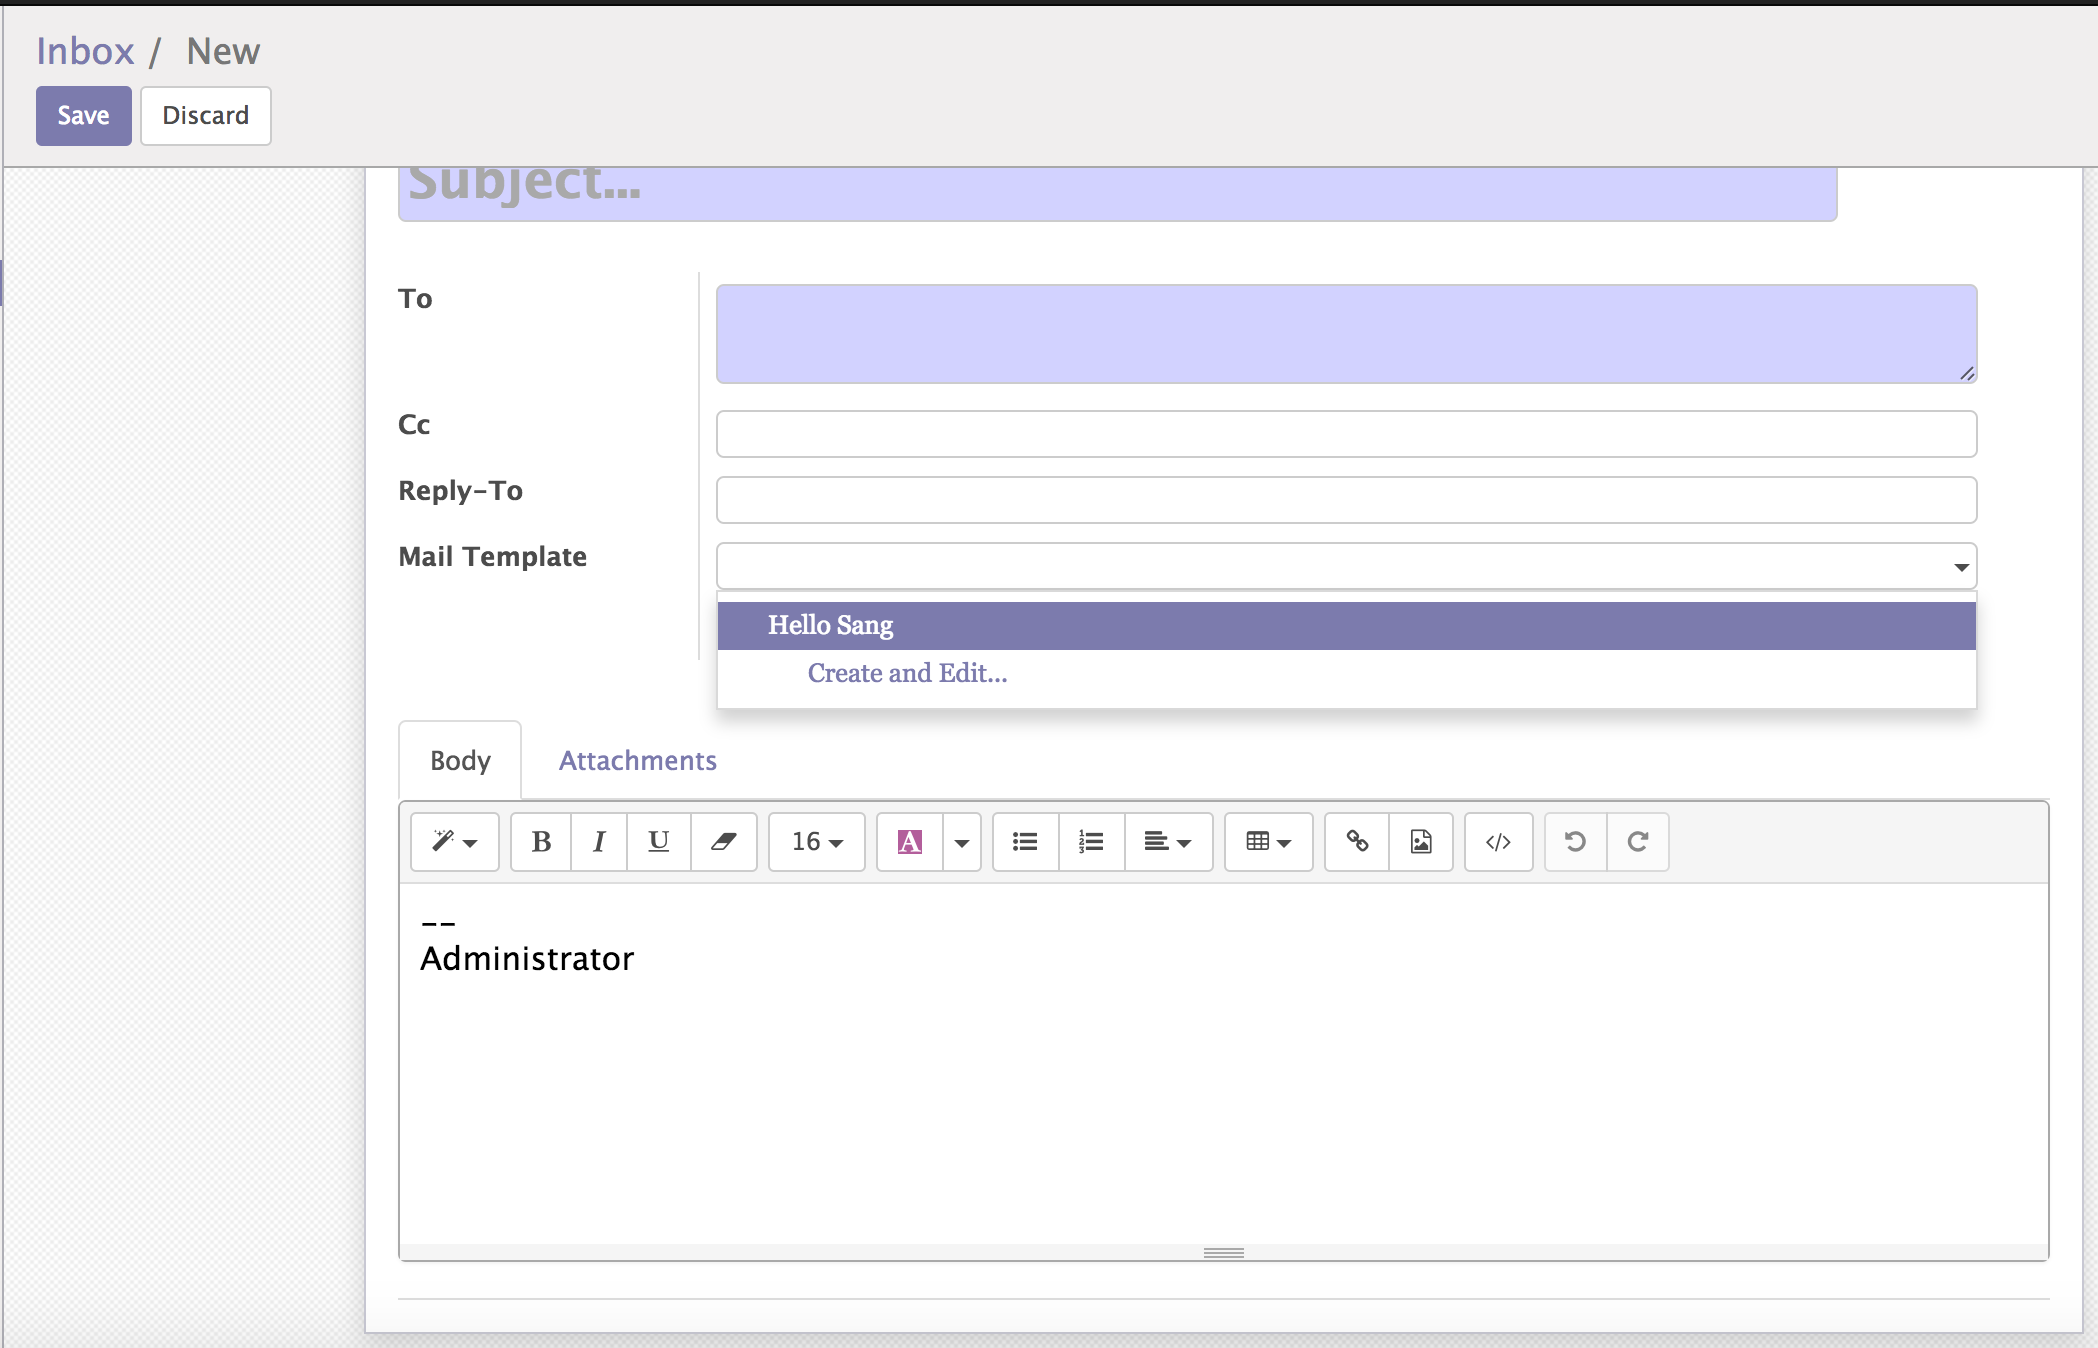 Inbox / New
Save Discard
Subject...
To
Cc
Reply-To
Mail Template
Hello Sang
Create and Edit...
Body Attachments
B I U 16 A </>
--
Administrator